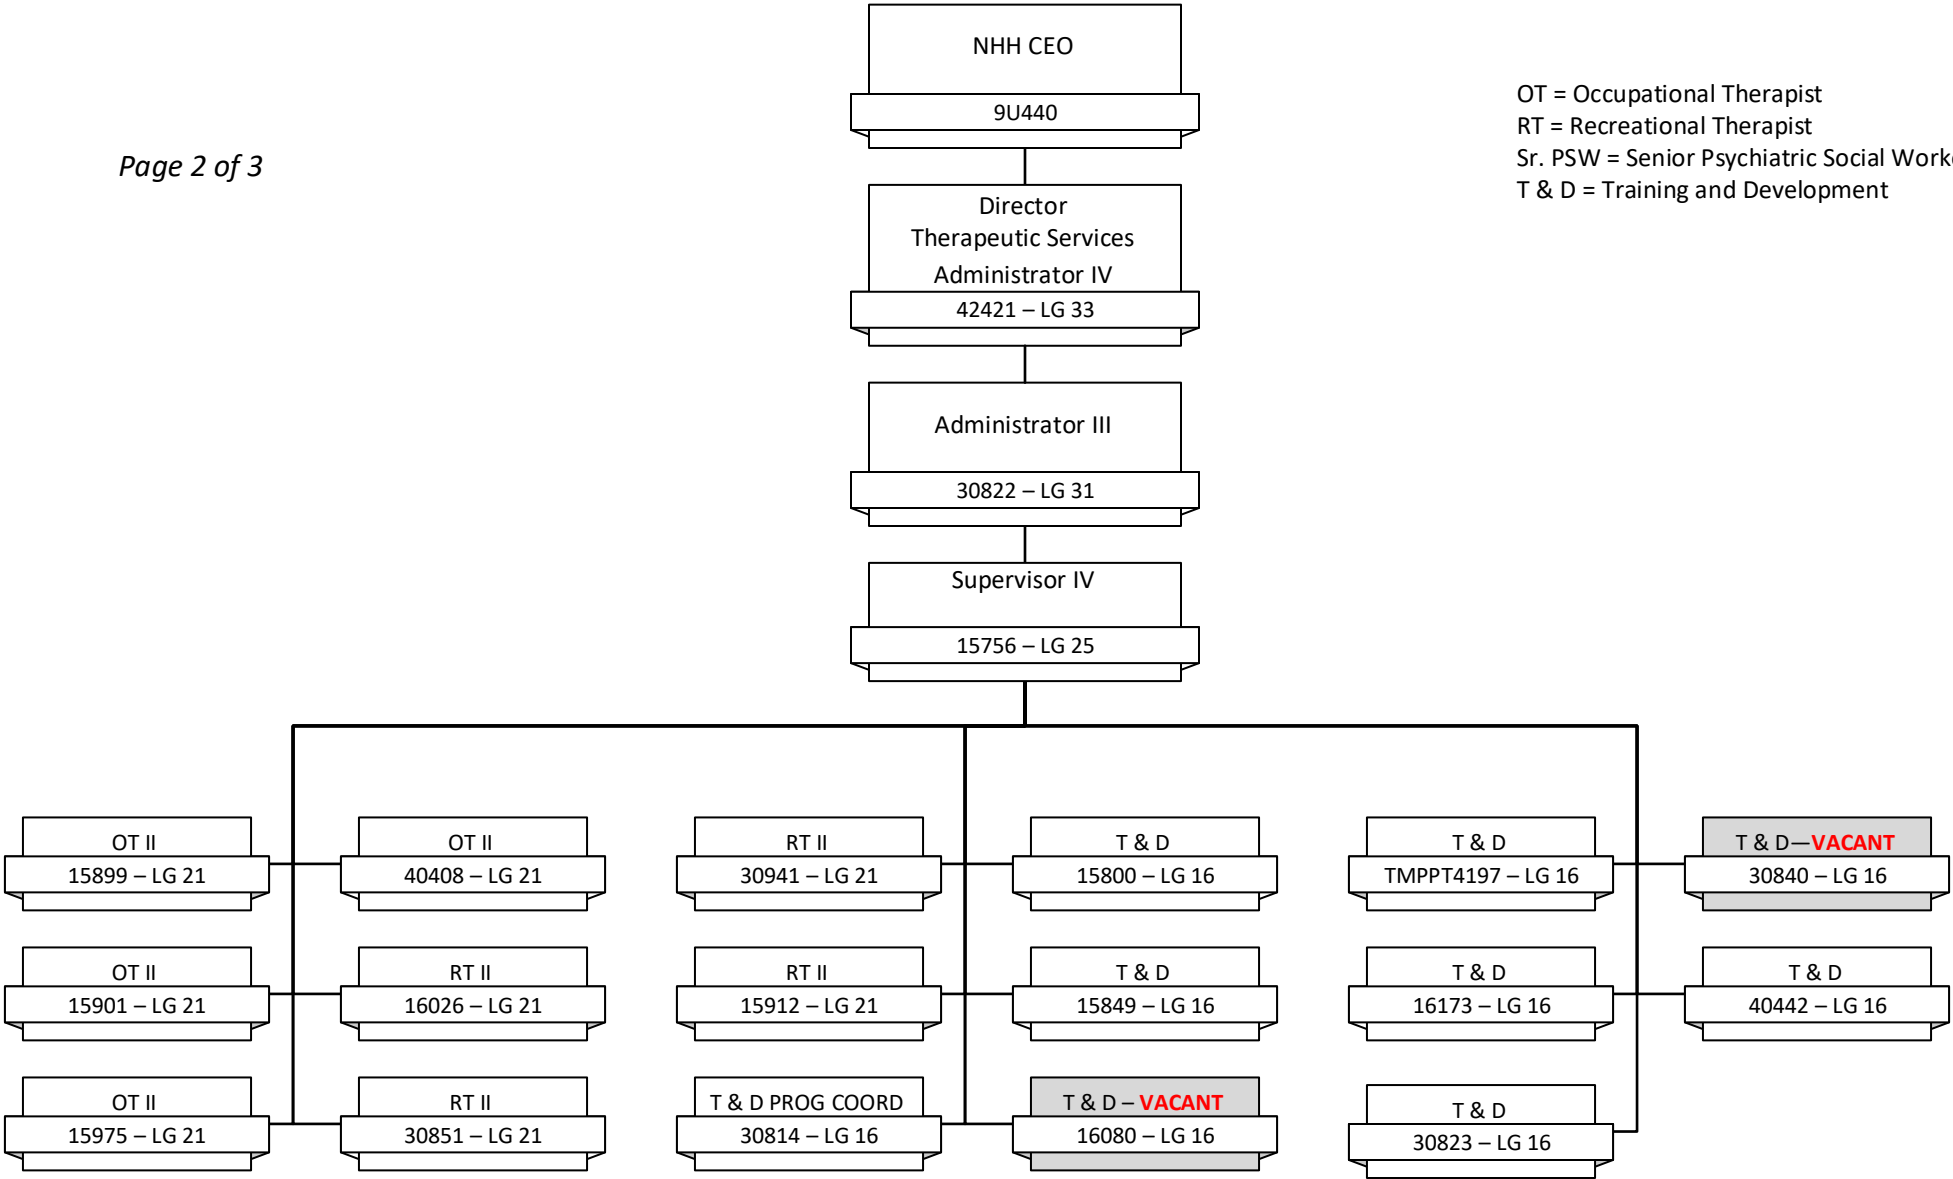 NHH CEO
9U440
OT = Occupational Therapist
RT = Recreational Therapist
Sr. PSW = Senior Psychiatric Social
T & D = Training and Development
Page 2 of 3
Director
Therapeutic Services
Administrator IV
42421 – LG 33
Administrator III
30822 – LG 31
Supervisor IV
15756 – LG 25
OT II
15899 – LG 21
OT II
40408 – LG 21
RT II
30941 – LG 21
T & D
15800 – LG 16
T & D
TMPPT4197 – LG 16
T & D—VACANT
30840 – LG 16
OT II
15901 – LG 21
RT II
16026 – LG 21
RT II
15912 – LG 21
T & D
15849 – LG 16
T & D
16173 – LG 16
T & D
40442 – LG 16
OT II
15975 – LG 21
RT II
30851 – LG 21
T & D PROG COORD
30814 – LG 16
T & D – VACANT
16080 – LG 16
T & D
30823 – LG 16